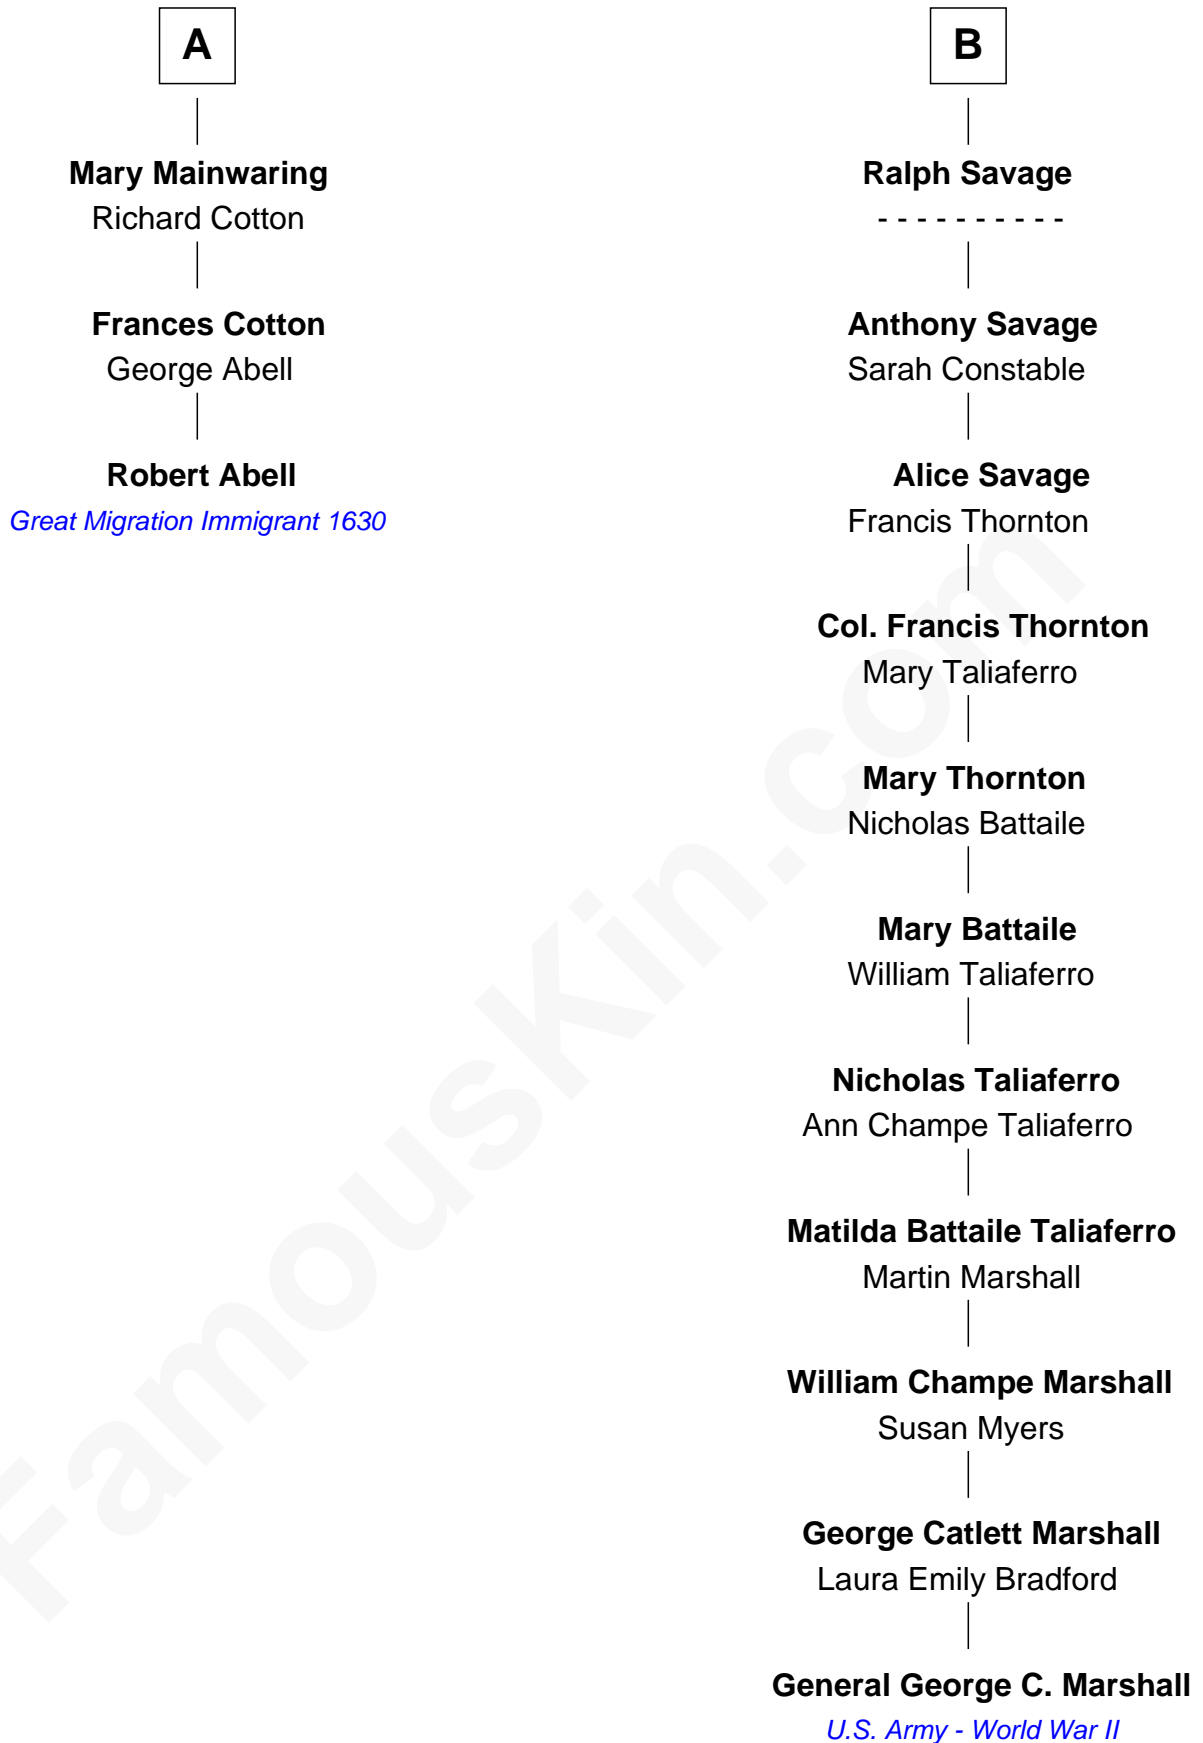 A
Mary Mainwaring
Richard Cotton
Frances Cotton
George Abell
Robert Abell
Great Migration Immigrant 1630
B
Ralph Savage
- - - - - - - - - -
Anthony Savage
Sarah Constable
Alice Savage
Francis Thornton
Col. Francis Thornton
Mary Taliaferro
Mary Thornton
Nicholas Battaile
Mary Battaile
William Taliaferro
Nicholas Taliaferro
Ann Champe Taliaferro
Matilda Battaile Taliaferro
Martin Marshall
William Champe Marshall
Susan Myers
George Catlett Marshall
Laura Emily Bradford
General George C. Marshall
U.S. Army - World War II
FamousKin.com